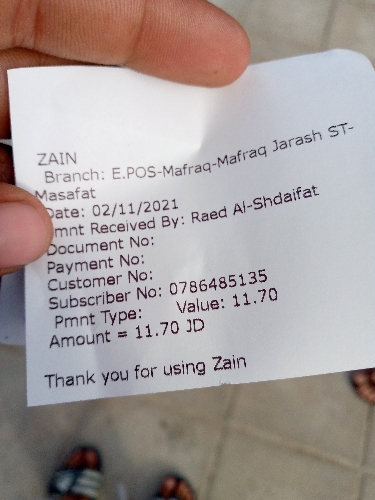 ZAIN
Branch: E.POS-Mafraq-Mafraq Jarash ST-
Masafat
Date: 02/11/2021
Pmnt Received By: Raed Al-Shdaifat
Document No:
Payment No:
Customer No:
Subscriber No: 0786485135
Pmnt Type: Value: 11.70
Amount = 11.70 JD
Thank you for using Zain